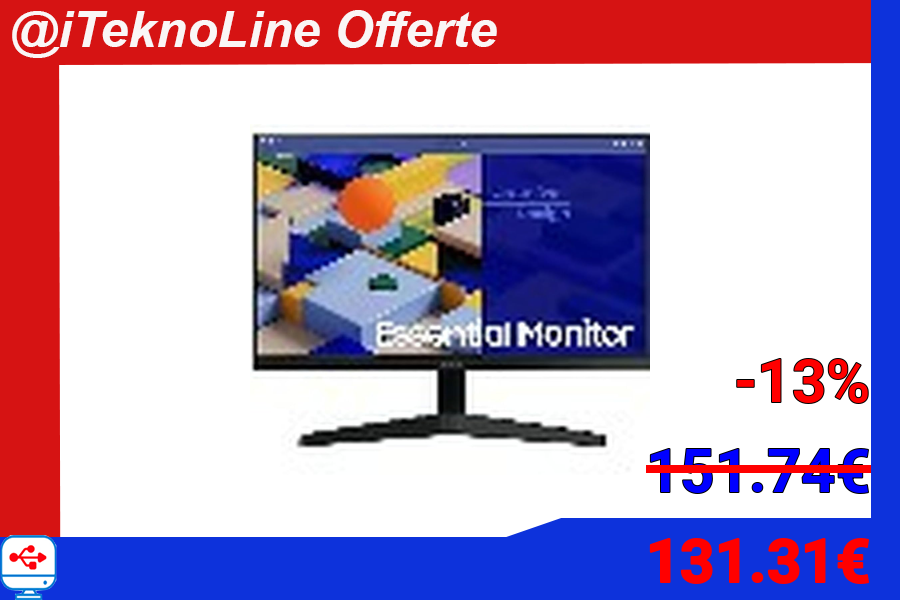 @iTeknoLine Offerte
Essential Monitor
-13%
151.74€
131.31€